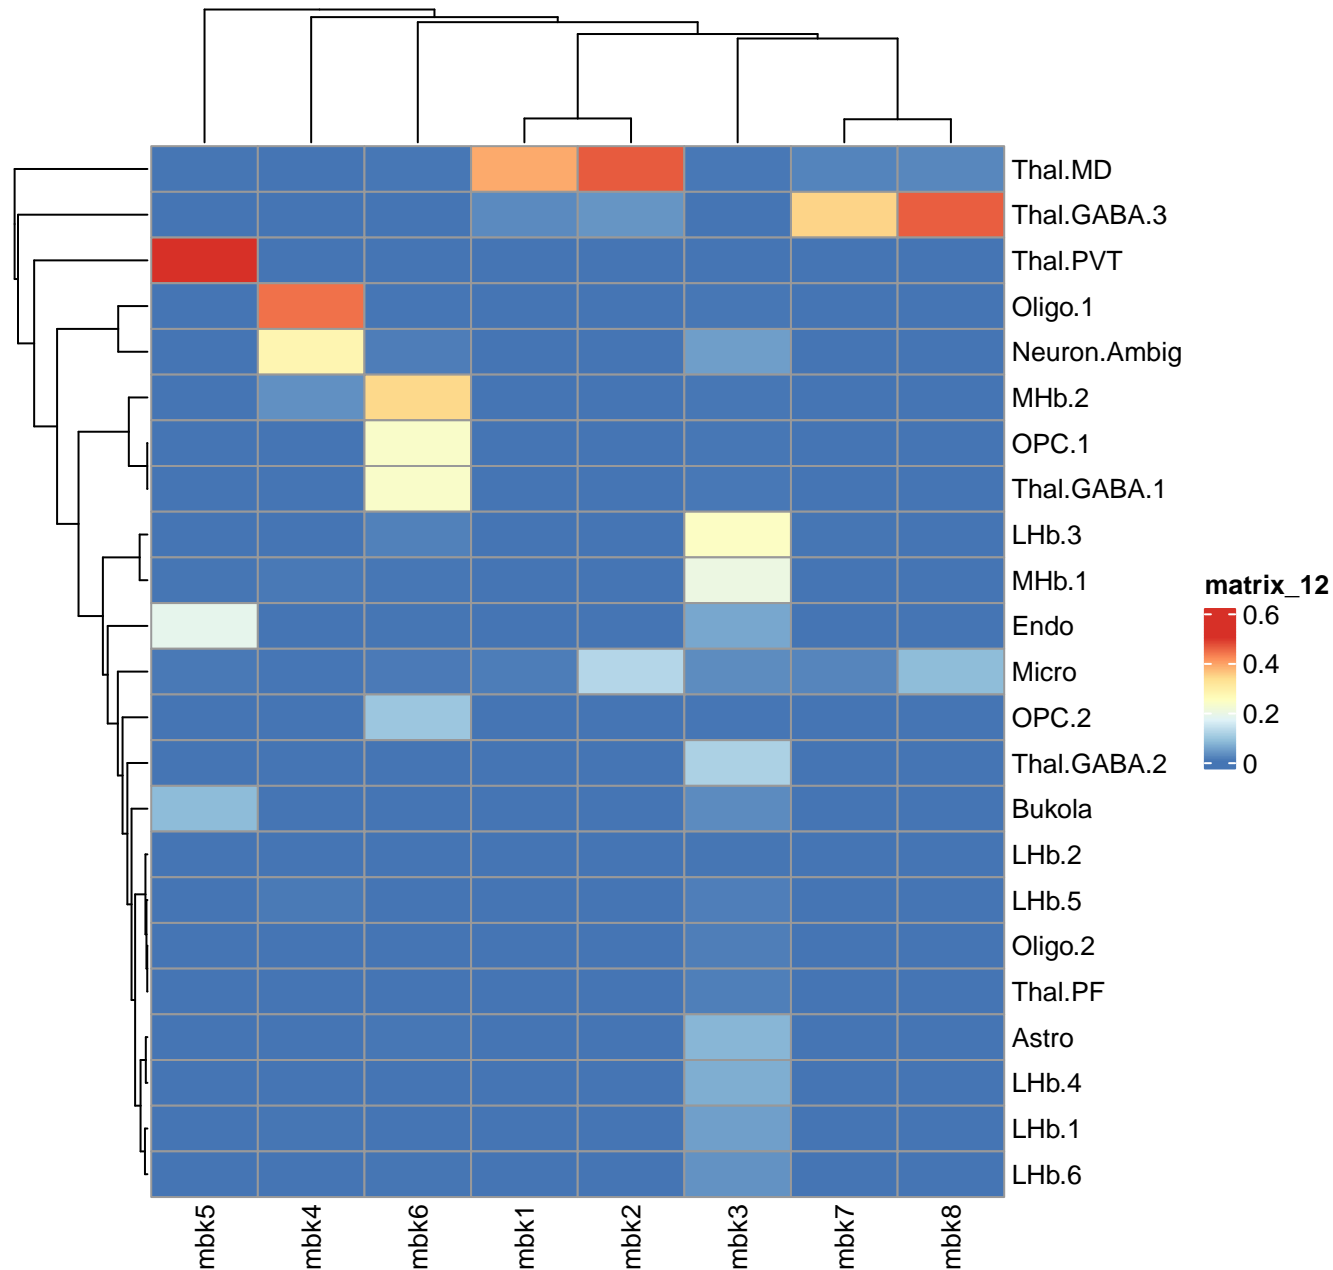 Thal.MD
Thal.GABA.3
Thal.PVT
Oligo.1
Neuron.Ambig
MHb.2
OPC.1
Thal.GABA.1
LHb.3
MHb.1
Endo
Micro
OPC.2
Thal.GABA.2
Bukola
LHb.2
LHb.5
Oligo.2
Thal.PF
Astro
LHb.4
LHb.1
LHb.6
matrix_12
0.6
0.4
0.2
0
mbk5
mbk4
mbk6
mbk1
mbk2
mbk3
mbk7
mbk8